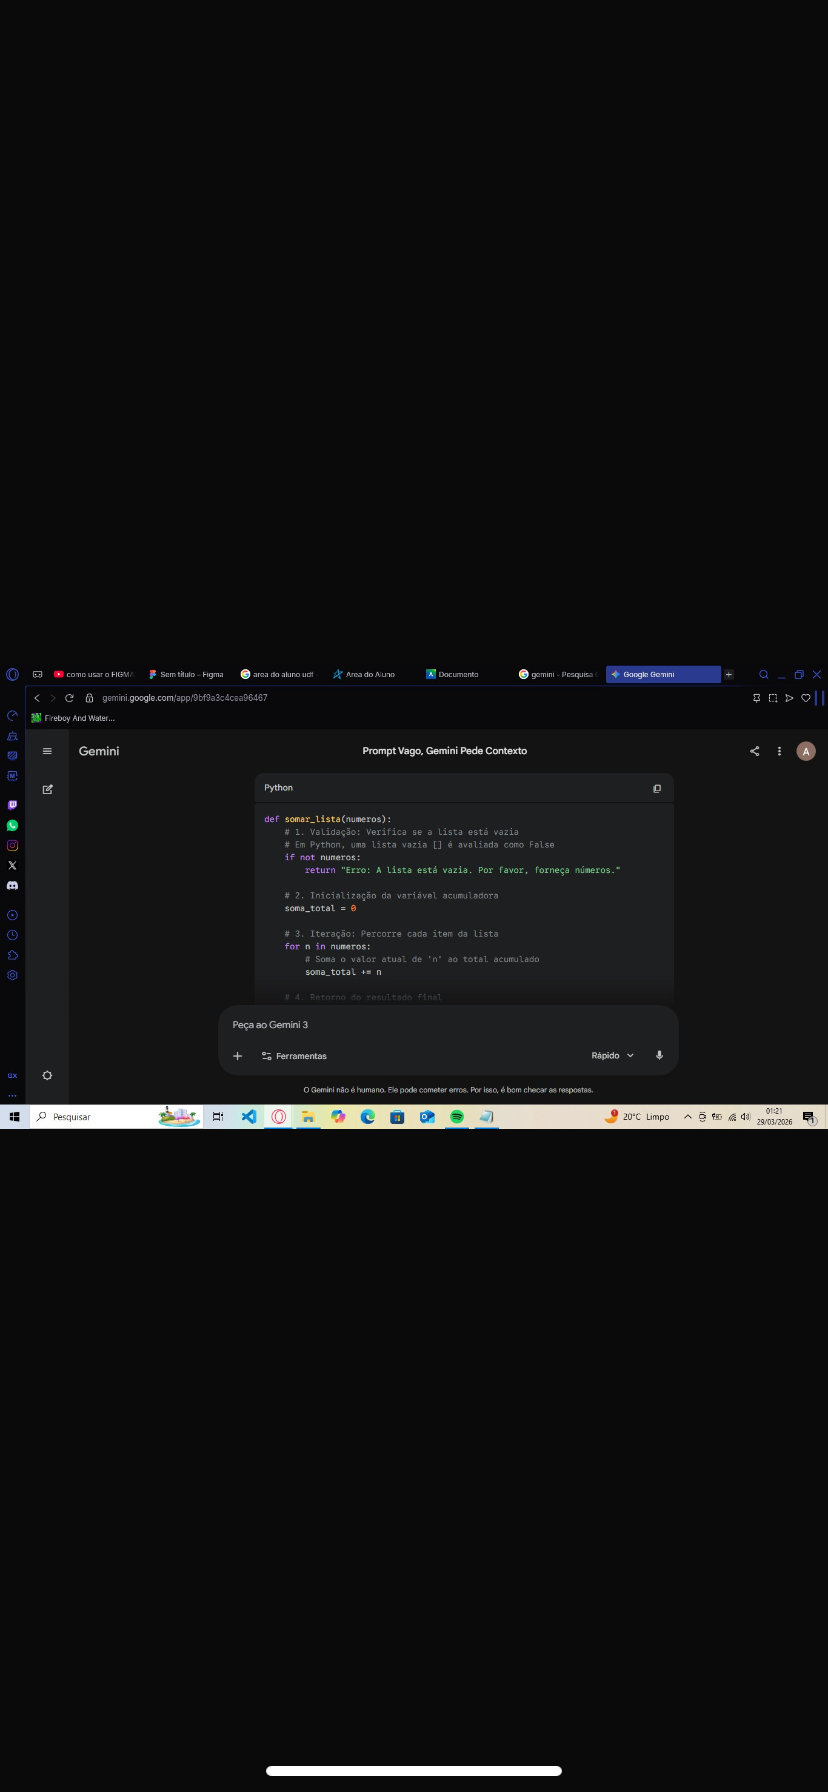 como usar o FIGMA
Sem título – Figma
area do aluno udf
Area do Aluno
Documento
gemini - Pesquisa
Google Gemini
gemini.google.com/app/9bf9a3c4cea96467
Fireboy And Water...
Gemini
Prompt Vago, Gemini Pede Contexto
A
Python
def somar_lista(numeros):
# 1. Validação: Verifica se a lista está vazia
# Em Python, uma lista vazia [] é avaliada como False
if not numeros:
return "Erro: A lista está vazia. Por favor, forneça números."
# 2. Inicialização da variável acumuladora
soma_total = 0
# 3. Iteração: Percorre cada item da lista
for n in numeros:
# Soma o valor atual de 'n' ao total acumulado
soma_total += n
# 4. Retorno do resultado final
Peça ao Gemini 3
Ferramentas
Rápido
GX
O Gemini não é humano. Ele pode cometer erros. Por isso, é bom checar as respostas.
Pesquisar
20°C Limpo
01:21
29/03/2026
1